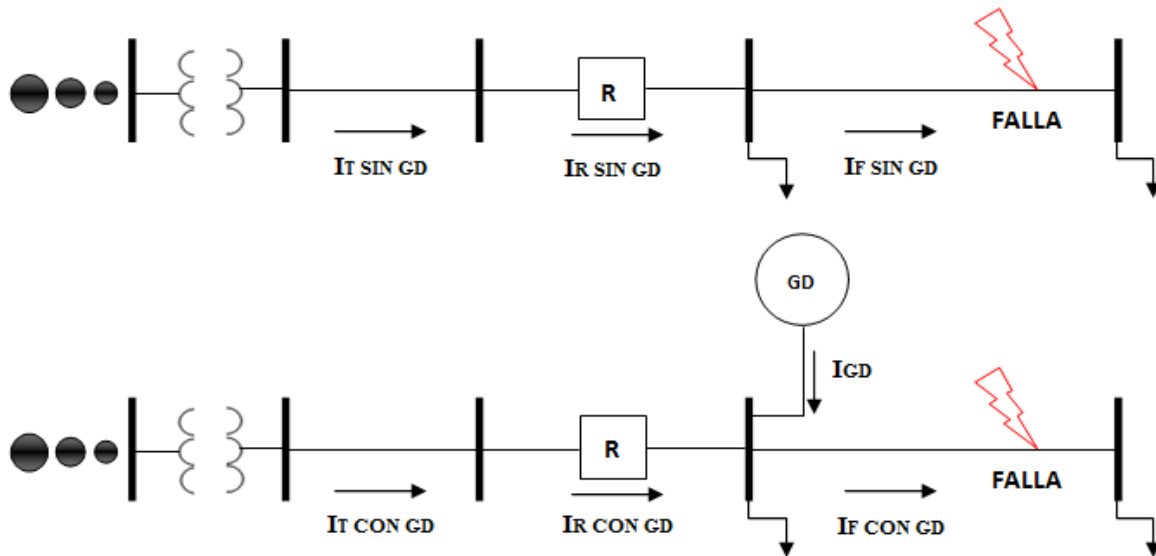 R
FALLA
IT SIN GD
IR SIN GD
IF SIN GD
GD
IGD
R
FALLA
IT CON GD
IR CON GD
IF CON GD